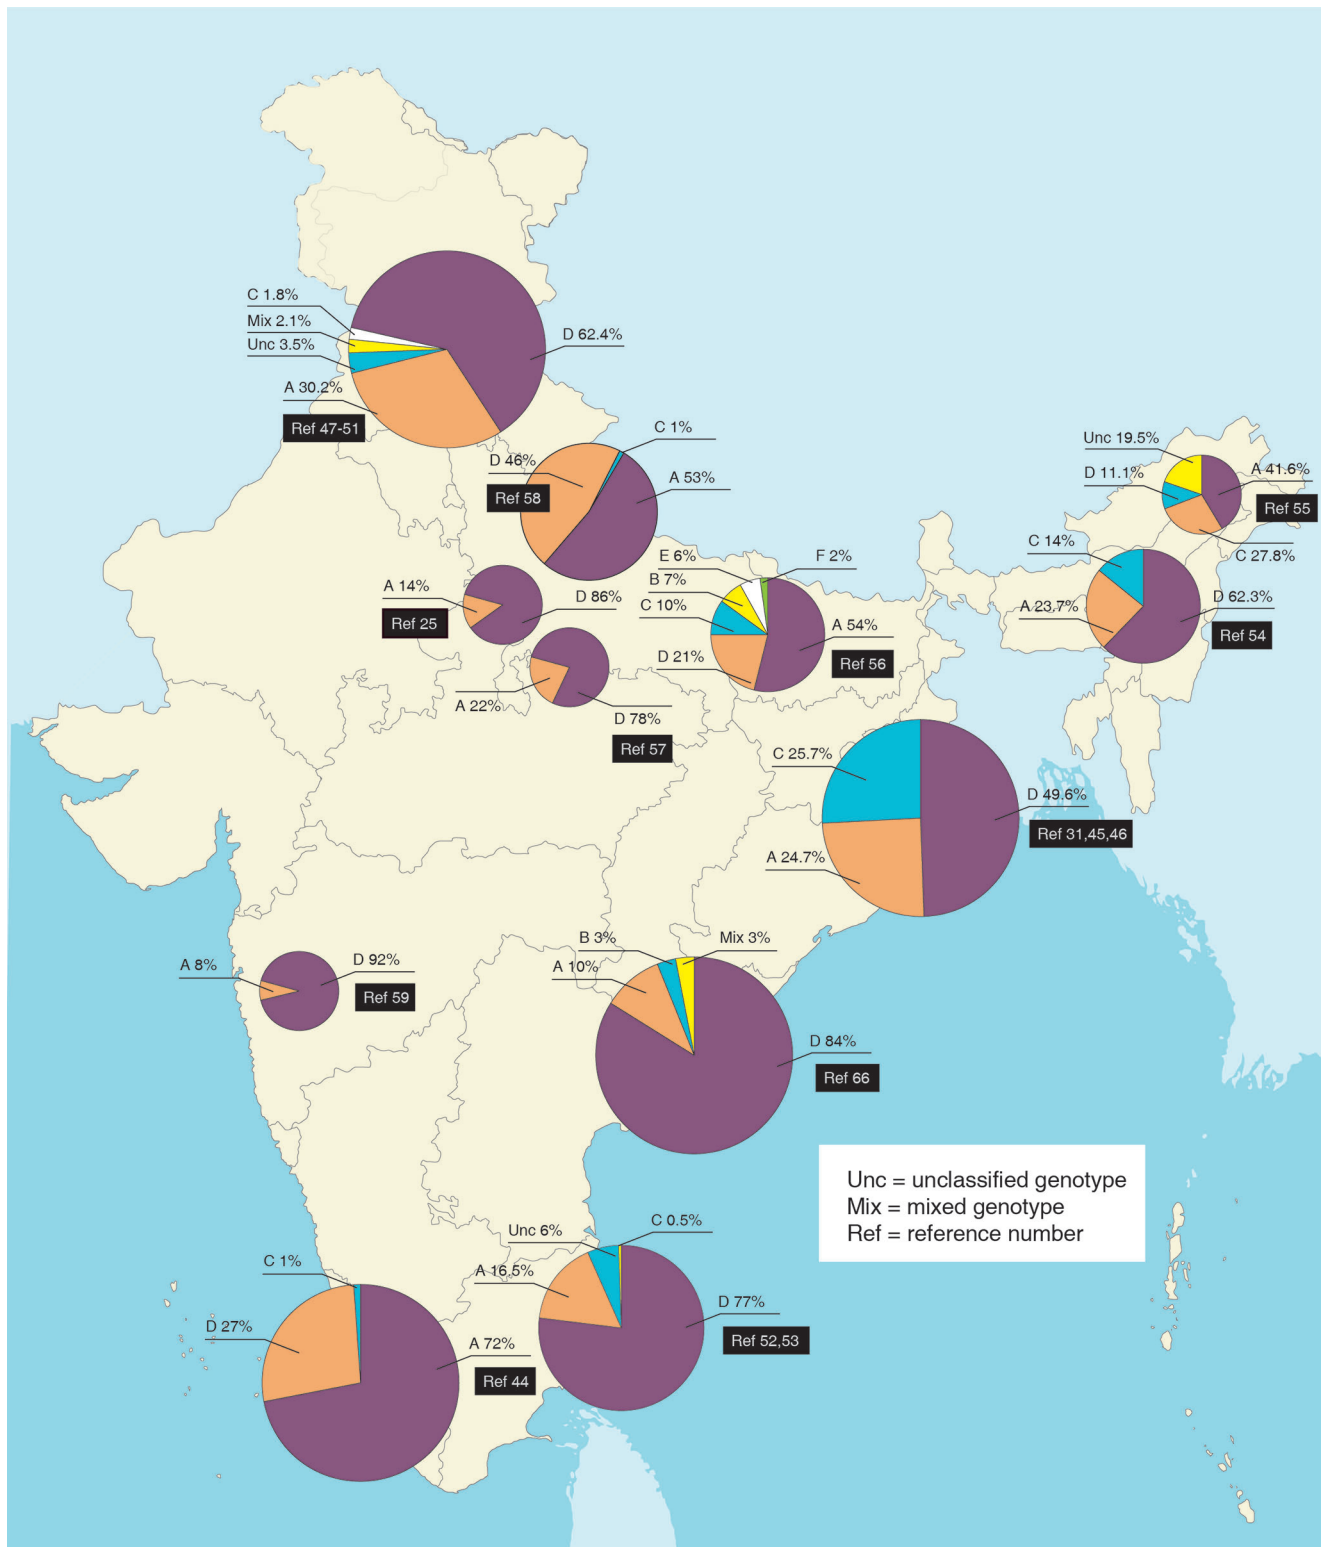 C 1.8%
Mix 2.1%
Unc 3.5%
A 30.2%
D 62.4%
Ref 47-51
C 1%
D 46%
A 53%
Ref 58
Unc 19.5%
D 11.1%
A 41.6%
Ref 55
C 27.8%
C 14%
A 23.7%
D 62.3%
Ref 54
A 14%
D 86%
Ref 25
E 6%
F 2%
B 7%
C 10%
A 54%
D 21%
Ref 56
A 22%
D 78%
Ref 57
C 25.7%
D 49.6%
Ref 31,45,46
A 24.7%
A 8%
D 92%
Ref 59
B 3%
Mix 3%
A 10%
D 84%
Ref 66
Unc = unclassified genotype
Mix = mixed genotype
Ref = reference number
Unc 6%
C 0.5%
A 16.5%
D 77%
Ref 52,53
C 1%
D 27%
A 72%
Ref 44